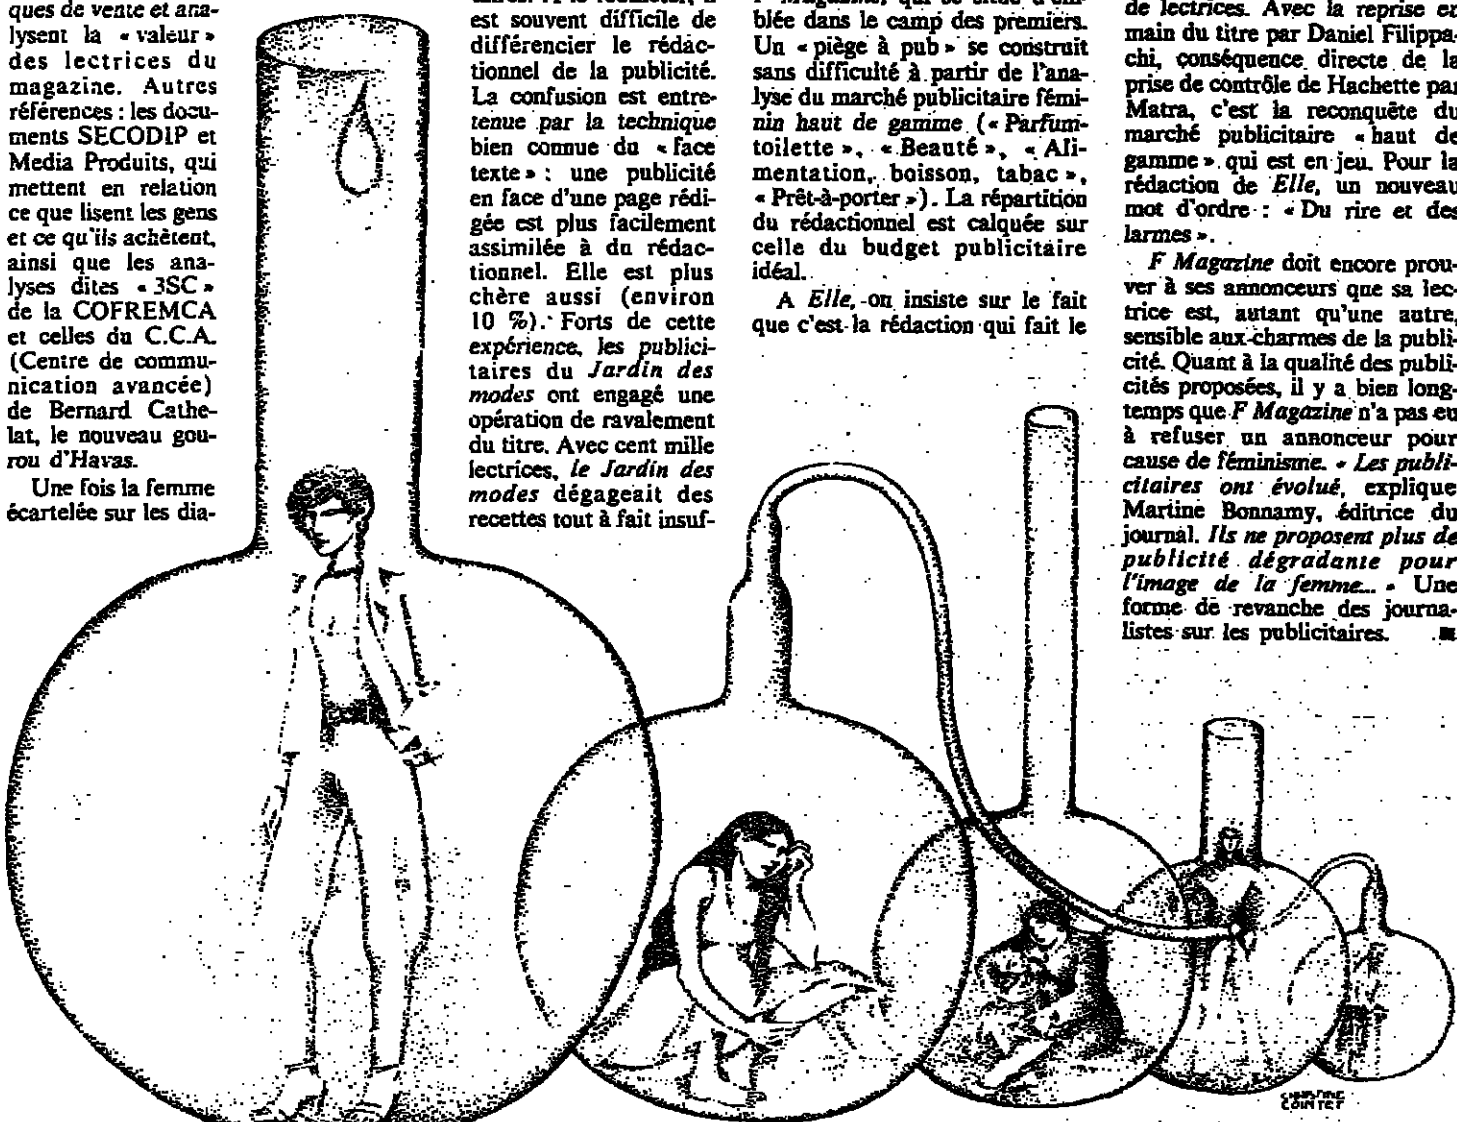 ques de vente et ana-
lysent la « valeur »
des lectrices du
magazine. Autres
références : les docu-
ments SECODIP et
Media Produits, qui
mettent en relation
ce que lisent les gens
et ce qu'ils achètent,
ainsi que les ana-
lyses dites « 3SC »
de la COFREMCA
et celles du C.C.A.
(Centre de commu-
nication avancée)
de Bernard Cathe-
lat, le nouveau gou-
rou d'Havas.
Une fois la femme
écartelée sur les dia-
est souvent difficile de
différencier le rédac-
tionnel de la publicité.
La confusion est entre-
tenue par la technique
bien connue du « face
texte » : une publicité
en face d'une page rédi-
gée est plus facilement
assimilée à du rédac-
tionnel. Elle est plus
chère aussi (environ
10 %). Forts de cette
expérience, les publici-
taires du Jardin des
modes ont engagé une
opération de ravalement
du titre. Avec cent mille
lectrices, le Jardin des
modes dégageait des
recettes tout à fait insuf-
blée dans le camp des premiers.
Un « piège à pub » se construit
sans difficulté à partir de l'ana-
lyse du marché publicitaire fémi-
nin haut de gamme (« Parfum-
toilette », « Beauté », « Ali-
mentation, boisson, tabac »,
« Prêt-à-porter »). La répartition
du rédactionnel est calquée sur
celle du budget publicitaire
idéal.
A Elle, on insiste sur le fait
que c'est la rédaction qui fait le
de lectrices. Avec la reprise en
main du titre par Daniel Filippa-
chi, conséquence directe de la
prise de contrôle de Hachette par
Matra, c'est la reconquête du
marché publicitaire « haut de
gamme » qui est en jeu. Pour la
rédaction de Elle, un nouveau
mot d'ordre : « Du rire et des
larmes ».
F Magazine doit encore prou-
ver à ses annonceurs que sa lec-
trice est, autant qu'une autre,
sensible aux charmes de la publi-
cité. Quant à la qualité des publi-
cités proposées, il y a bien long-
temps que F Magazine n'a pas eu
à refuser un annonceur pour
cause de féminisme. « Les publi-
citaires ont évolué, explique
Martine Bonnamy, éditrice du
journal. Ils ne proposent plus de
publicité dégradante pour
l'image de la femme... » Une
forme de revanche des journa-
listes sur les publicitaires. ■
CHRISTINE
COINTET